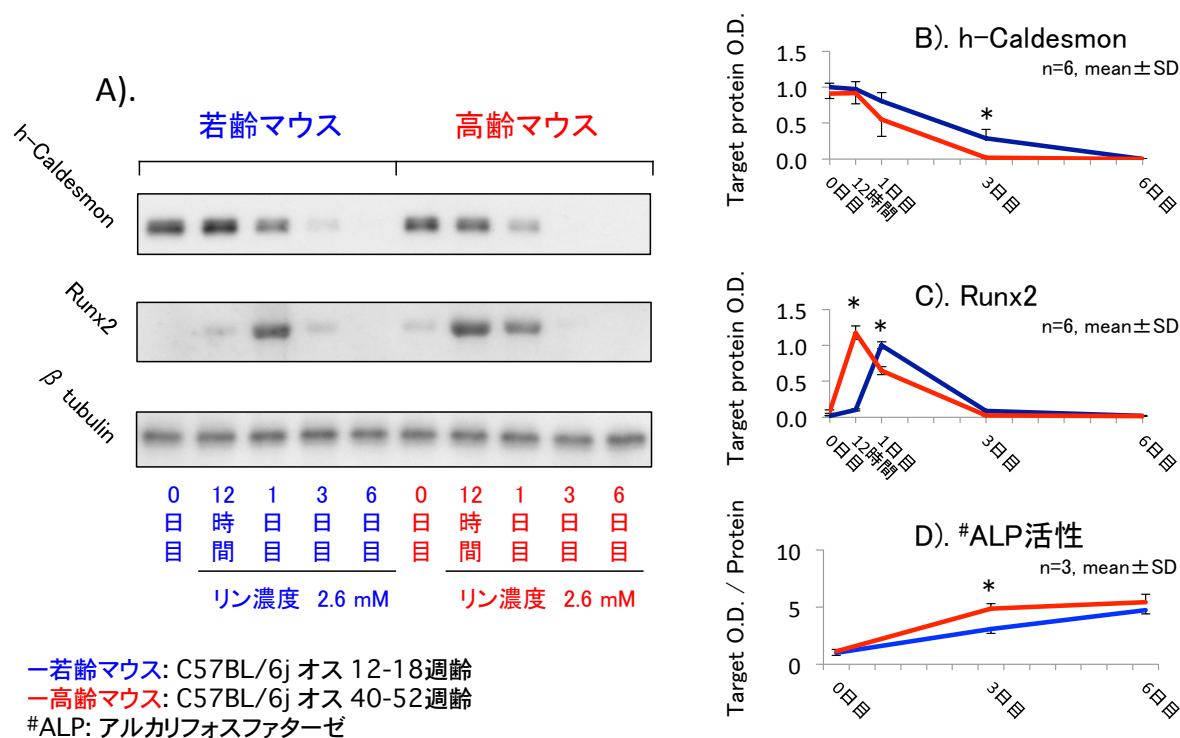 A).
若齢マウス
高齢マウス
h-Caldesmon
Runx2
β tubulin
0日目
12時間
1日目
3日目
6日目
0日目
12時間
1日目
3日目
6日目
リン濃度 2.6 mM
リン濃度 2.6 mM
ー若齢マウス: C57BL/6j オス 12-18週齢
ー高齢マウス: C57BL/6j オス 40-52週齢
#ALP: アルカリフォスファターゼ
B). h-Caldesmon
n=6, mean±SD
Target protein O.D.
1.5
1.0
0.5
0.0
*
0日目
12時間
1日目
3日目
6日目
C). Runx2
n=6, mean±SD
Target protein O.D.
1.5
1.0
0.5
0.0
*
*
0日目
12時間
1日目
3日目
6日目
D). #ALP活性
n=3, mean±SD
Target O.D. / Protein
10
5
0
*
0日目
3日目
6日目